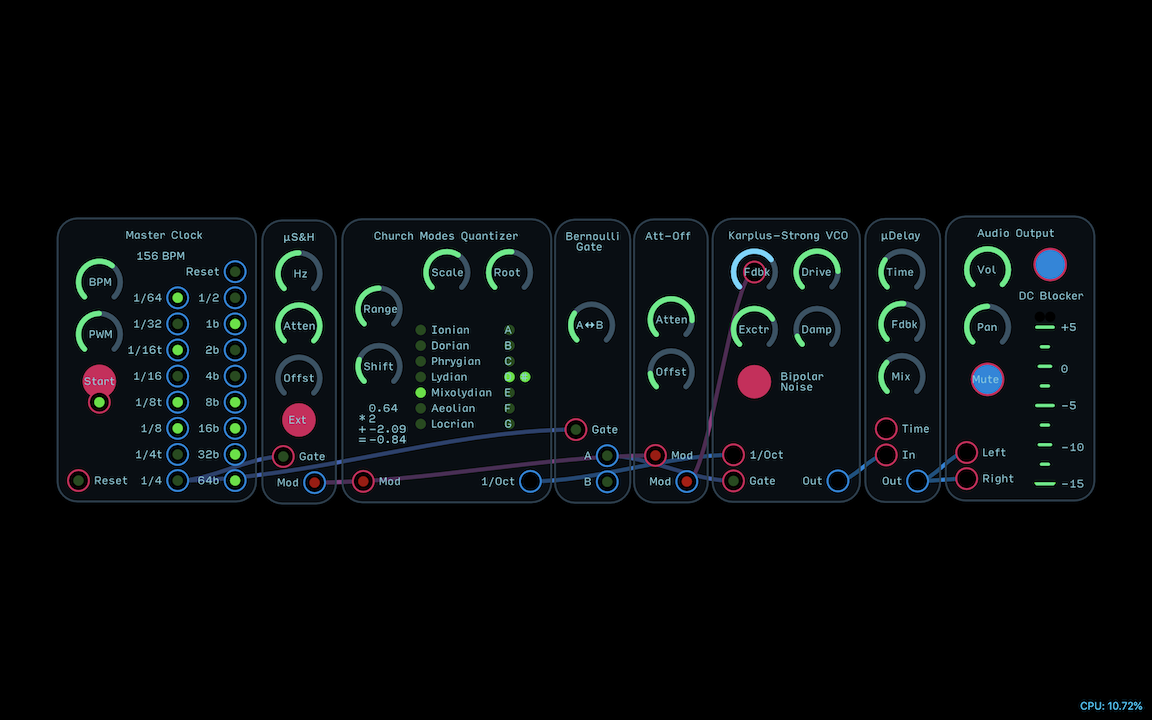 Master Clock
156 BPM
BPM
PWM
Start
Reset
1/64
1/2
1/32
1b
1/16t
2b
1/16
4b
1/8t
8b
1/8
16b
1/4t
32b
Reset
1/4
64b
µS&H
Hz
Atten
Offst
Ext
Gate
Mod
Church Modes Quantizer
Scale
Root
Range
Shift
Ionian A
Dorian B
Phrygian C
Lydian
Mixolydian E
Aeolian F
Locrian G
0.64
*2
+-2.09
=-0.84
Mod
1/Oct
Bernoulli
Gate
A↔B
Gate
A
B
Att-Off
Atten
Offst
Mod
Mod
Karplus-Strong VCO
Fdbk
Drive
Exctr
Damp
Bipolar
Noise
1/Oct
Gate
Out
µDelay
Time
Fdbk
Mix
Time
In
Out
Audio Output
Vol
DC Blocker
Pan
Mute
+5
0
-5
-10
-15
Left
Right
CPU: 10.72%